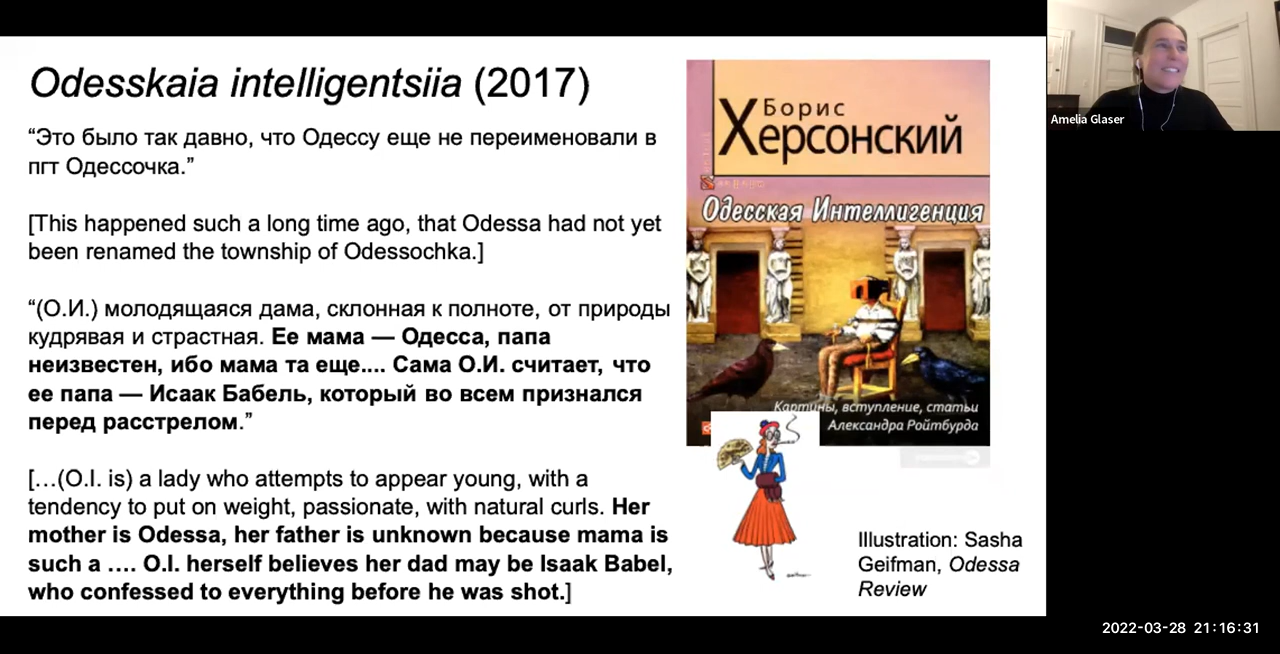 Odesskaia intelligentsiia (2017)
“Это было так давно, что Одессу еще не переименовали в
пгт Одессочка.”
[This happened such a long time ago, that Odessa had not yet
been renamed the township of Odessochka.]
“(О.И.) молодящаяся дама, склонная к полноте, от природы
кудрявая и страстная. Ее мама — Одесса, папа
неизвестен, ибо мама та еще.... Сама О.И. считает, что
ее папа — Исаак Бабель, который во всем признался
перед расстрелом.”
[…(O.I. is) a lady who attempts to appear young, with a
tendency to put on weight, passionate, with natural curls. Her
mother is Odessa, her father is unknown because mama is
such a …. O.I. herself believes her dad may be Isaak Babel,
who confessed to everything before he was shot.]
Борис
Херсонский
Одесская Интеллигенция
Картины, вступление, статьи
Александра Ройтбурда
Illustration: Sasha
Geifman, Odessa
Review
Amelia Glaser
2022-03-28 21:16:31